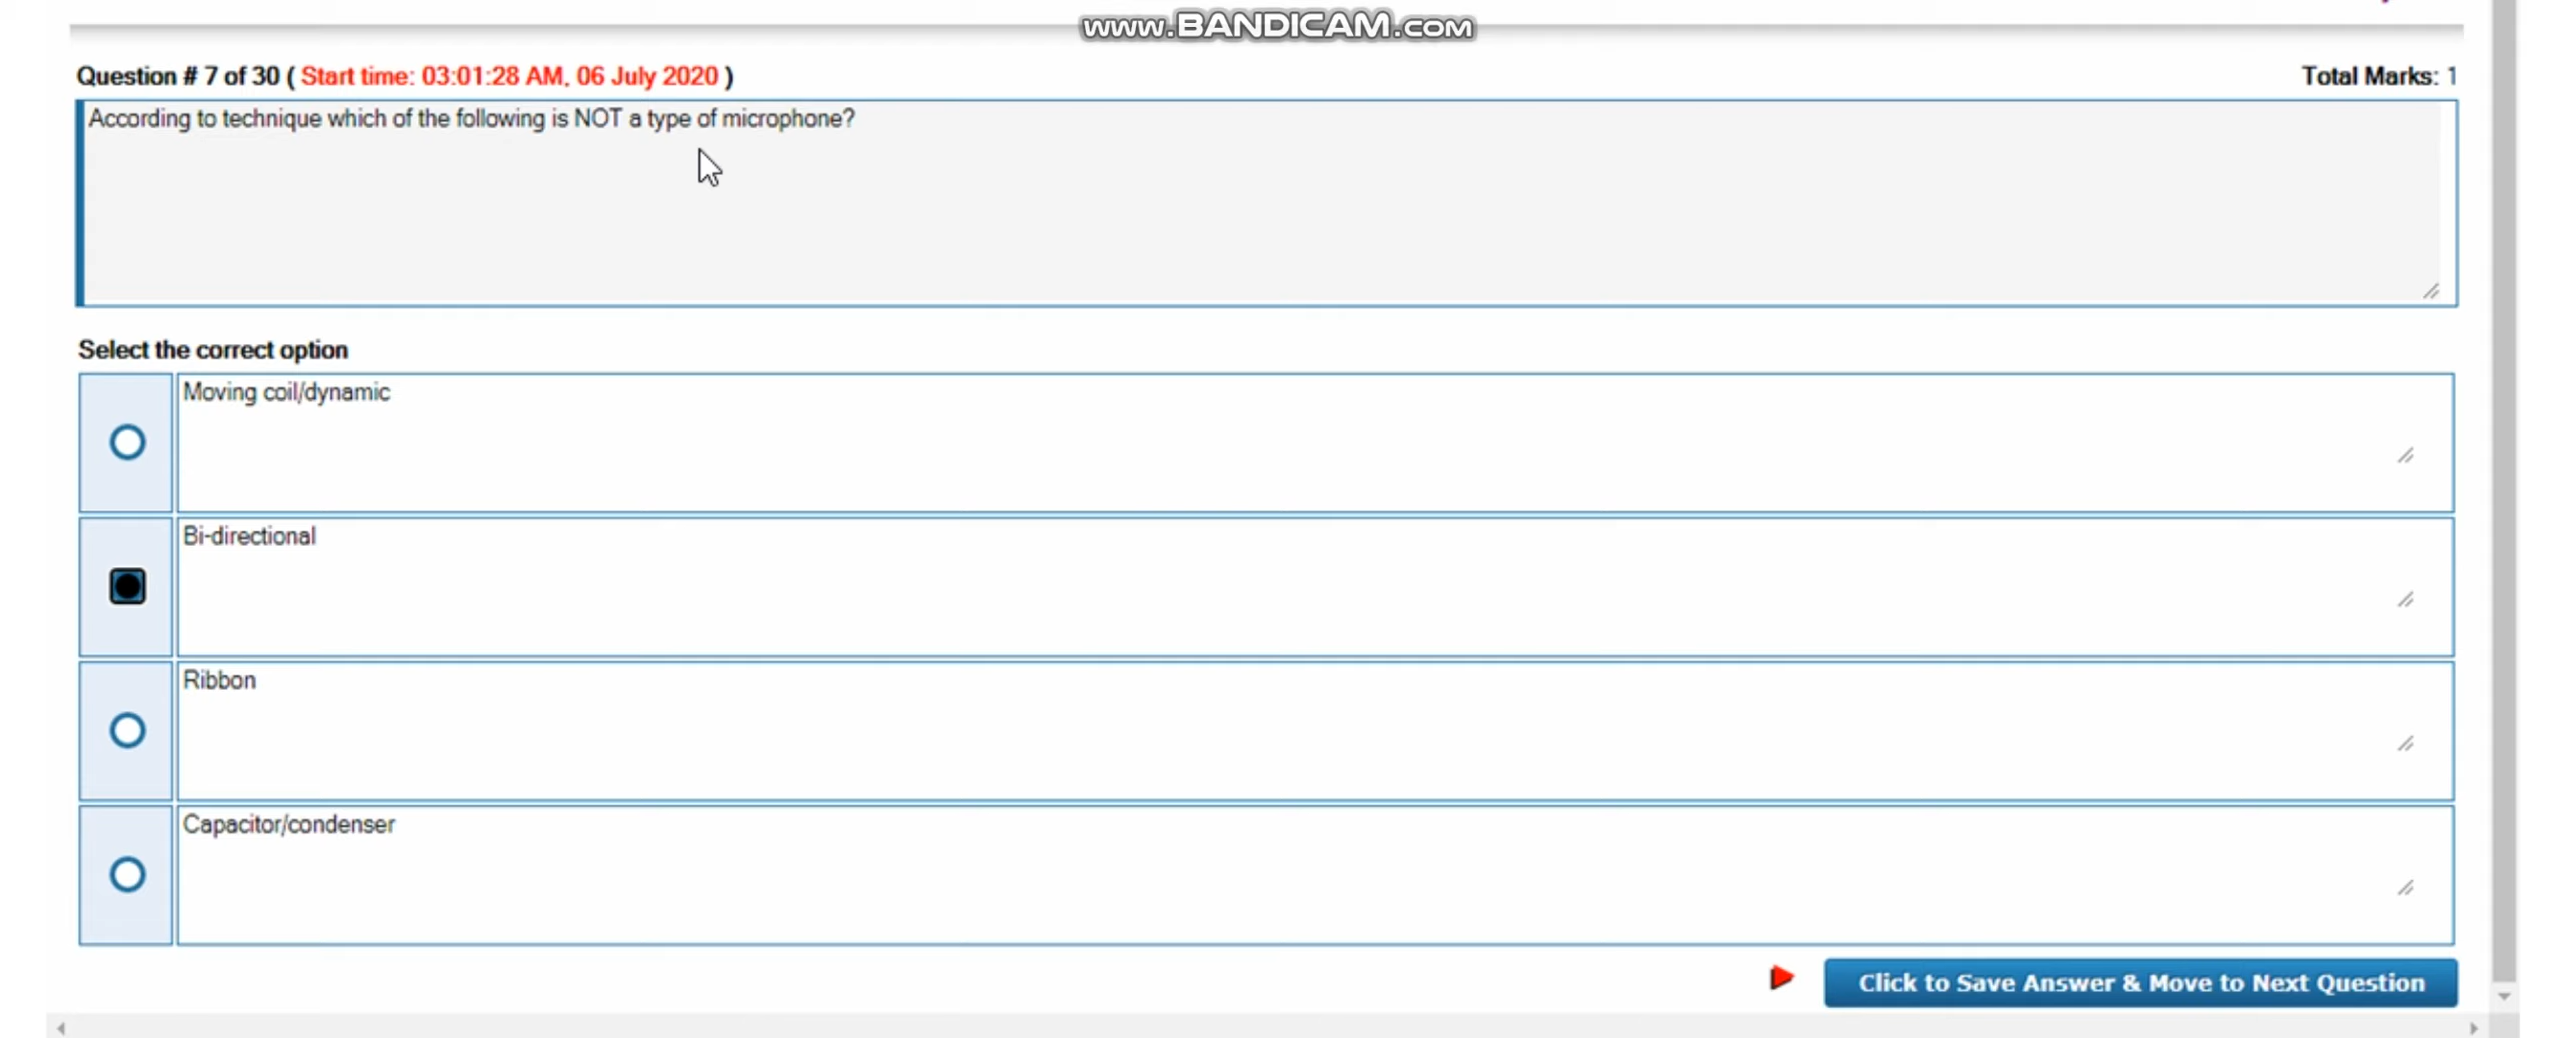 www.BANDICAM.com
Question # 7 of 30 ( Start time: 03:01:28 AM, 06 July 2020 )
Total Marks: 1
According to technique which of the following is NOT a type of microphone?
Select the correct option
Moving coil/dynamic
Bi-directional
Ribbon
Capacitor/condenser
Click to Save Answer & Move to Next Question